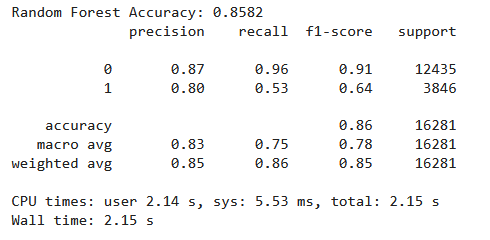 Random Forest Accuracy: 0.8582
precision recall f1-score support
0 0.87 0.96 0.91 12435
1 0.80 0.53 0.64 3846
accuracy 0.86 16281
macro avg 0.83 0.75 0.78 16281
weighted avg 0.85 0.86 0.85 16281
CPU times: user 2.14 s, sys: 5.53 ms, total: 2.15 s
Wall time: 2.15 s